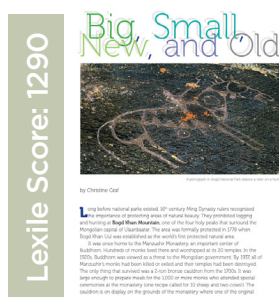 Lexile Score: 1290
Big, Small,
New, and Old
by Christine Graf
Long before national parks existed, 16th century Ming Dynasty rulers recognized
the importance of protecting areas of natural beauty. They prohibited logging
and hunting at Bogd Khan Mountain, one of the four holy peaks that surround the
Mongolian capital of Ulaanbaatar. The area was formally protected in 1778 when
Bogd Khan Uul was established as the world's first protected natural area.
It was once home to the Manzushir Monastery, an important center of
Buddhism. Hundreds of monks lived there and worshipped at its 20 temples. In the
1920s, Buddhism was viewed as a threat to the Mongolian government. By 1937, all of
Manzushir's monks had been killed or exiled and their temples had been destroyed.
The only thing that survived was a 2-ton bronze cauldron from the 1700s. It was
large enough to prepare meals for the 1,000 or more monks who attended special
ceremonies at the monastery (one recipe called for 10 sheep and two cows!). The
cauldron is on display on the grounds of the monastery where one of the original